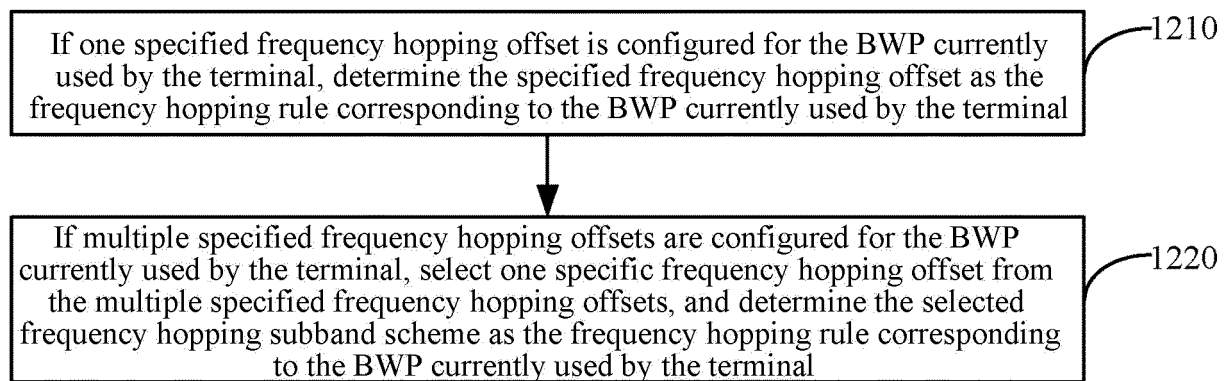 If one specified frequency hopping offset is configured for the BWP currently
used by the terminal, determine the specified frequency hopping offset as the
frequency hopping rule corresponding to the BWP currently used by the terminal
1210
If multiple specified frequency hopping offsets are configured for the BWP
currently used by the terminal, select one specific frequency hopping offset from
the multiple specified frequency hopping offsets, and determine the selected
frequency hopping subband scheme as the frequency hopping rule corresponding
to the BWP currently used by the terminal
1220